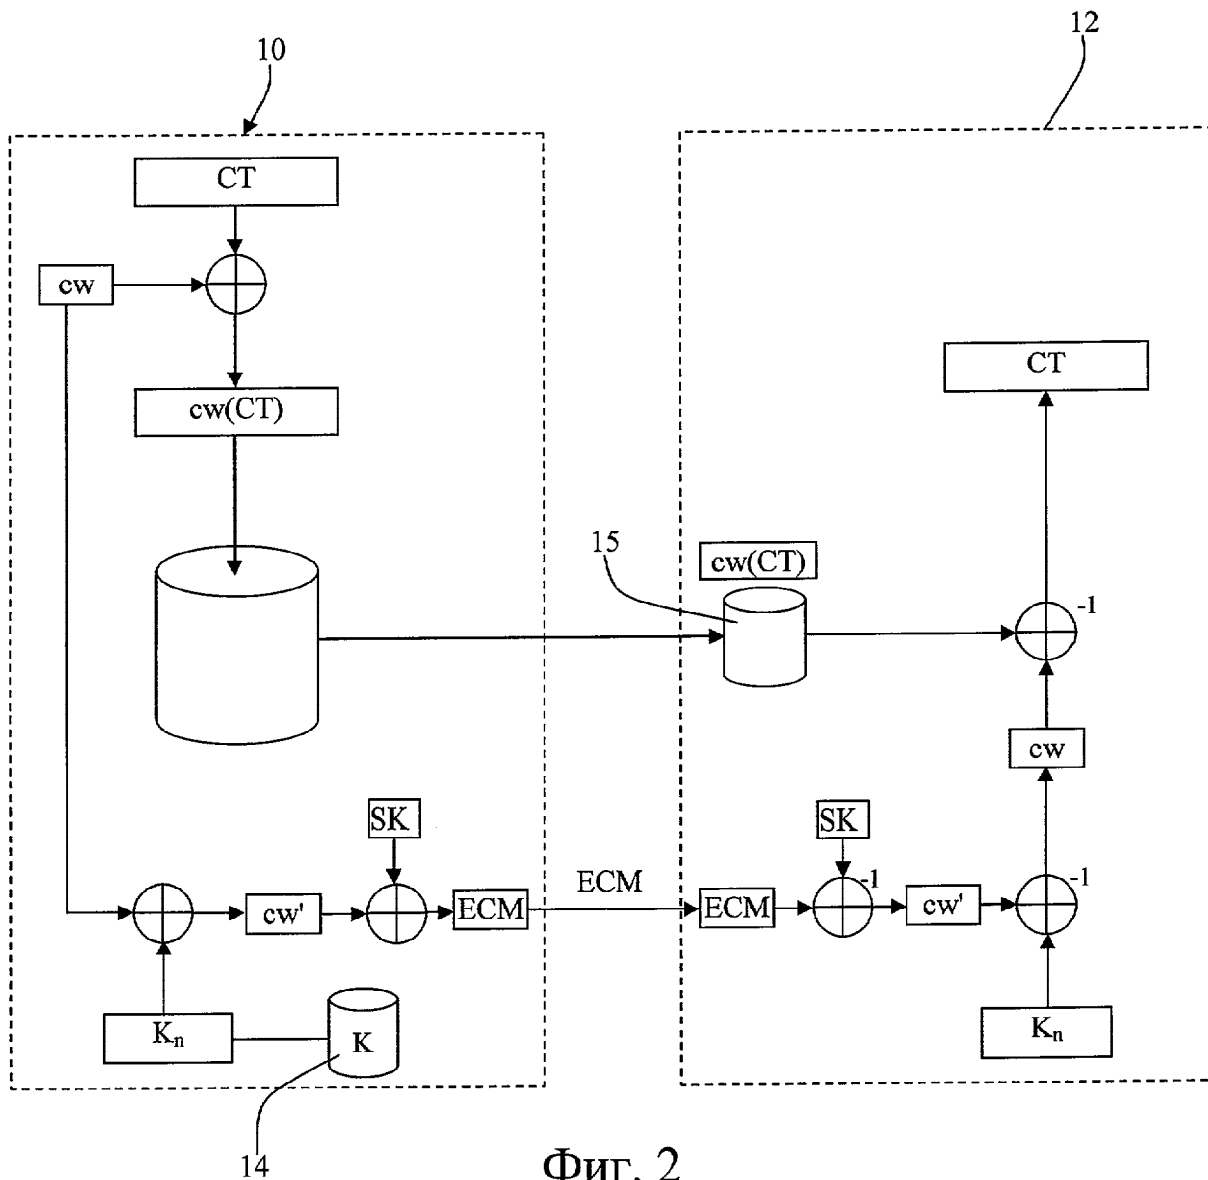 10
12
CT
cw
cw(CT)
CT
15
cw(CT)
-1
cw
SK
SK
cw'
ECM
ECM
ECM
-1
cw'
-1
Kn
K
Kn
14
Фиг. 2